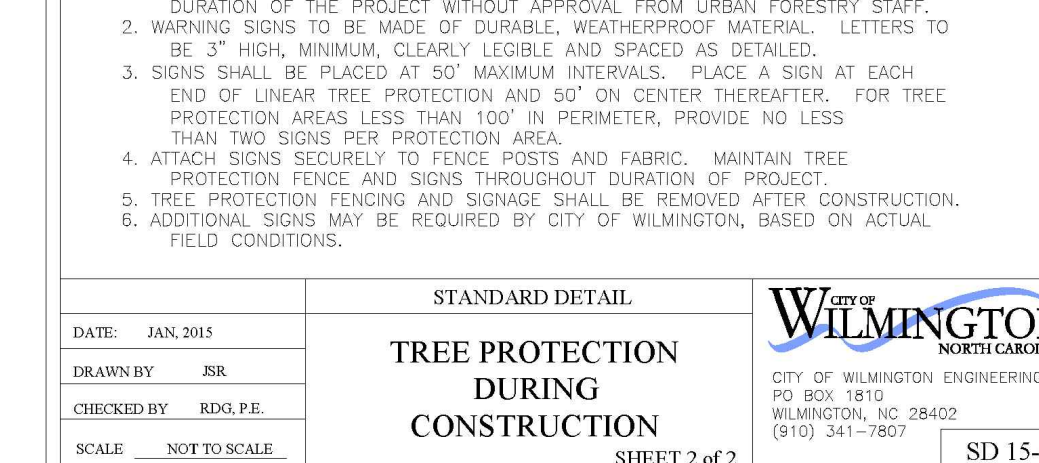 DURATION OF THE PROJECT WITHOUT APPROVAL FROM URBAN FORESTRY STAFF.
2. WARNING SIGNS TO BE MADE OF DURABLE, WEATHERPROOF MATERIAL. LETTERS TO
BE 3" HIGH, MINIMUM, CLEARLY LEGIBLE AND SPACED AS DETAILED.
3. SIGNS SHALL BE PLACED AT 50' MAXIMUM INTERVALS. PLACE A SIGN AT EACH
END OF LINEAR TREE PROTECTION AND 50' ON CENTER THEREAFTER. FOR TREE
PROTECTION AREAS LESS THAN 100' IN PERIMETER, PROVIDE NO LESS
THAN TWO SIGNS PER PROTECTION AREA.
4. ATTACH SIGNS SECURELY TO FENCE POSTS AND FABRIC. MAINTAIN TREE
PROTECTION FENCE AND SIGNS THROUGHOUT DURATION OF PROJECT.
5. TREE PROTECTION FENCING AND SIGNAGE SHALL BE REMOVED AFTER CONSTRUCTION.
6. ADDITIONAL SIGNS MAY BE REQUIRED BY CITY OF WILMINGTON, BASED ON ACTUAL
FIELD CONDITIONS.
DATE: JAN, 2015
DRAWN BY JSR
CHECKED BY RDG, P.E.
SCALE NOT TO SCALE
STANDARD DETAIL
TREE PROTECTION
DURING
CONSTRUCTION
SHEET 2 of 2
CITY OF
WILMINGTO
NORTH CARO
CITY OF WILMINGTON ENGINEERING
PO BOX 1810
WILMINGTON, NC 28402
(910) 341-7807
SD 15-